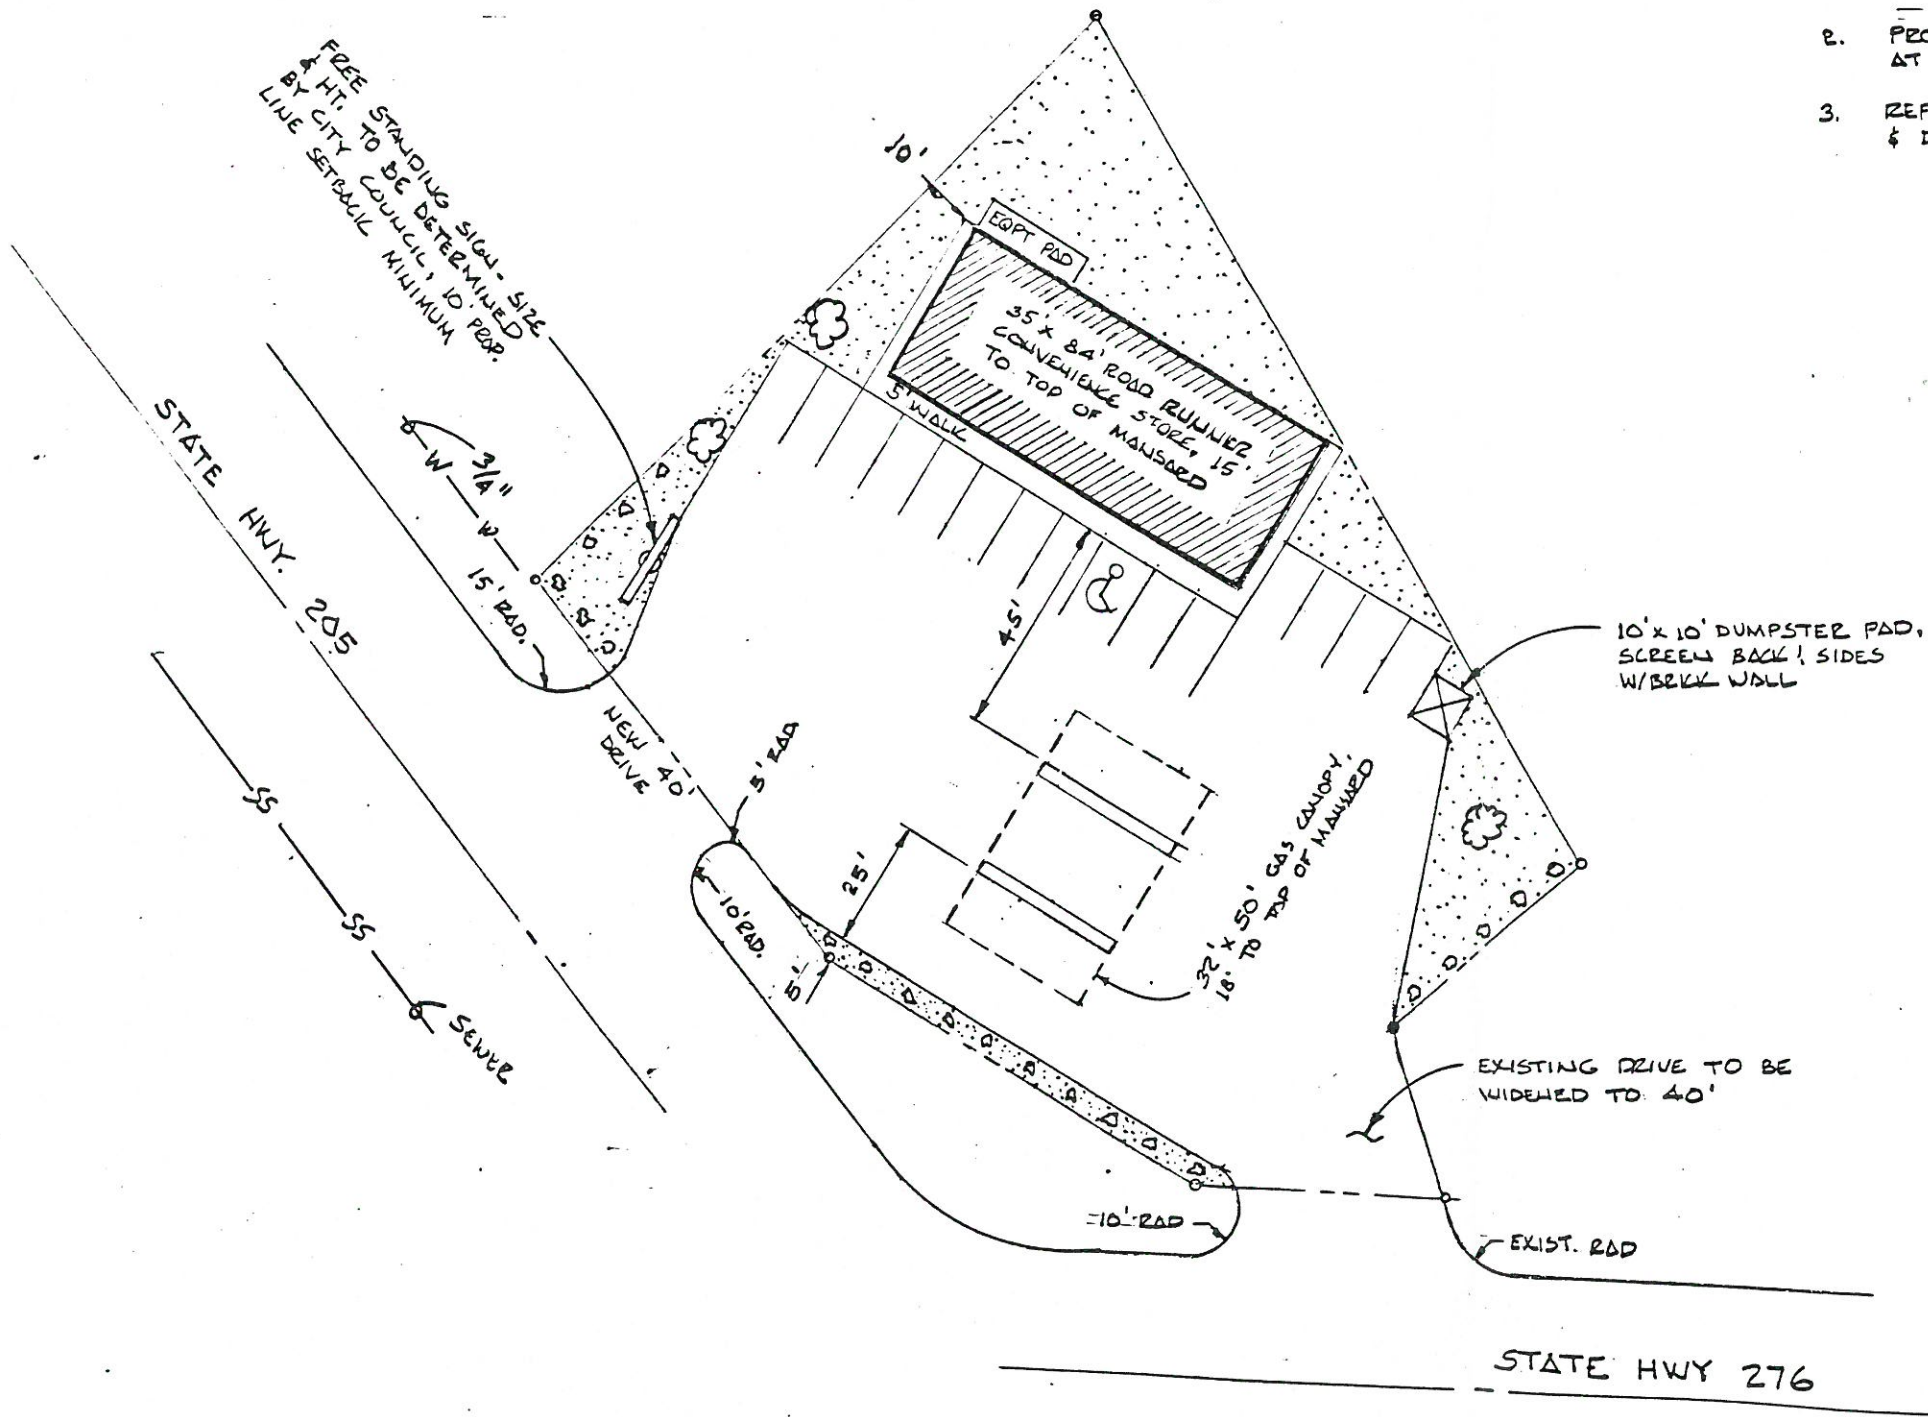 2. PRO
AT
3. REF
& D
FREE STANDING SIGN - SIZE
& HT. TO BE DETERMINED
BY CITY COUNCIL, 10' PROP.
LINE SETBACK MINIMUM
10'
EQPT PAD
35' X 84' ROAD RUNNER
CONVENIENCE STORE, 15'
TO TOP OF MANSARD
5' WALK
STATE HWY. 205
3/4"
W
W
15' RAD.
45'
10' X 10' DUMPSTER PAD,
SCREEN BACK & SIDES
W/BRICK WALL
NEW 40'
DRIVE
5' RAD
SS
SS
SEWER
25'
10' RAD.
5'
32' X 50' GAS CANOPY,
18' TO TOP OF MANSARD
EXISTING DRIVE TO BE
WIDENED TO 40'
10' RAD
EXIST. RAD
STATE HWY 276